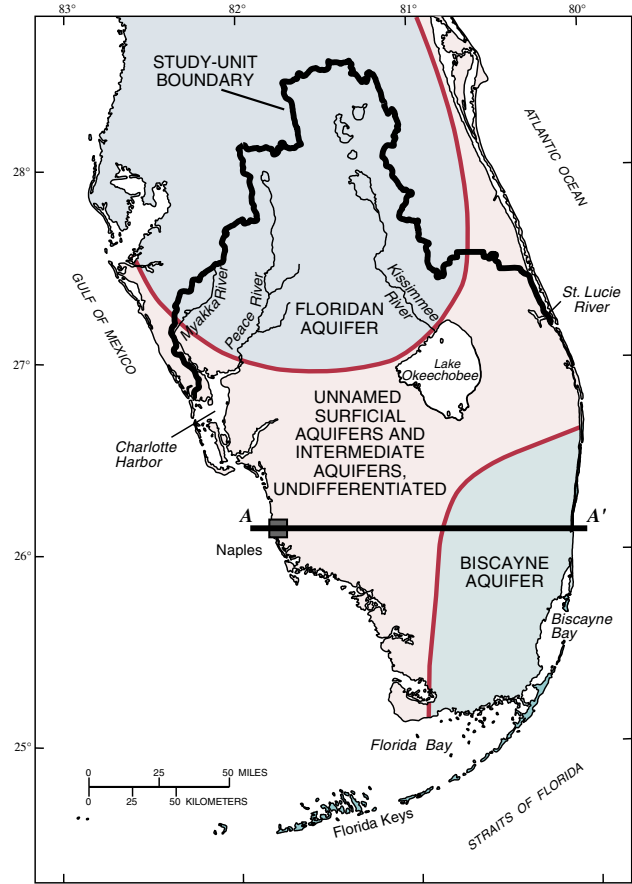 83°
82°
81°
80°
STUDY-UNIT
BOUNDARY
ATLANTIC OCEAN
28°
GULF OF MEXICO
Myakka River
Peace River
Kissimmee
River
FLORIDAN
AQUIFER
St. Lucie
River
27°
Lake
Okeechobee
UNNAMED
SURFICIAL
AQUIFERS AND
INTERMEDIATE
AQUIFERS,
UNDIFFERENTIATED
Charlotte
Harbor
A
A'
Naples
26°
BISCAYNE
AQUIFER
Biscayne
Bay
25°
Florida Bay
0 25 50 MILES
0 25 50 KILOMETERS
Florida Keys
STRAITS OF FLORIDA